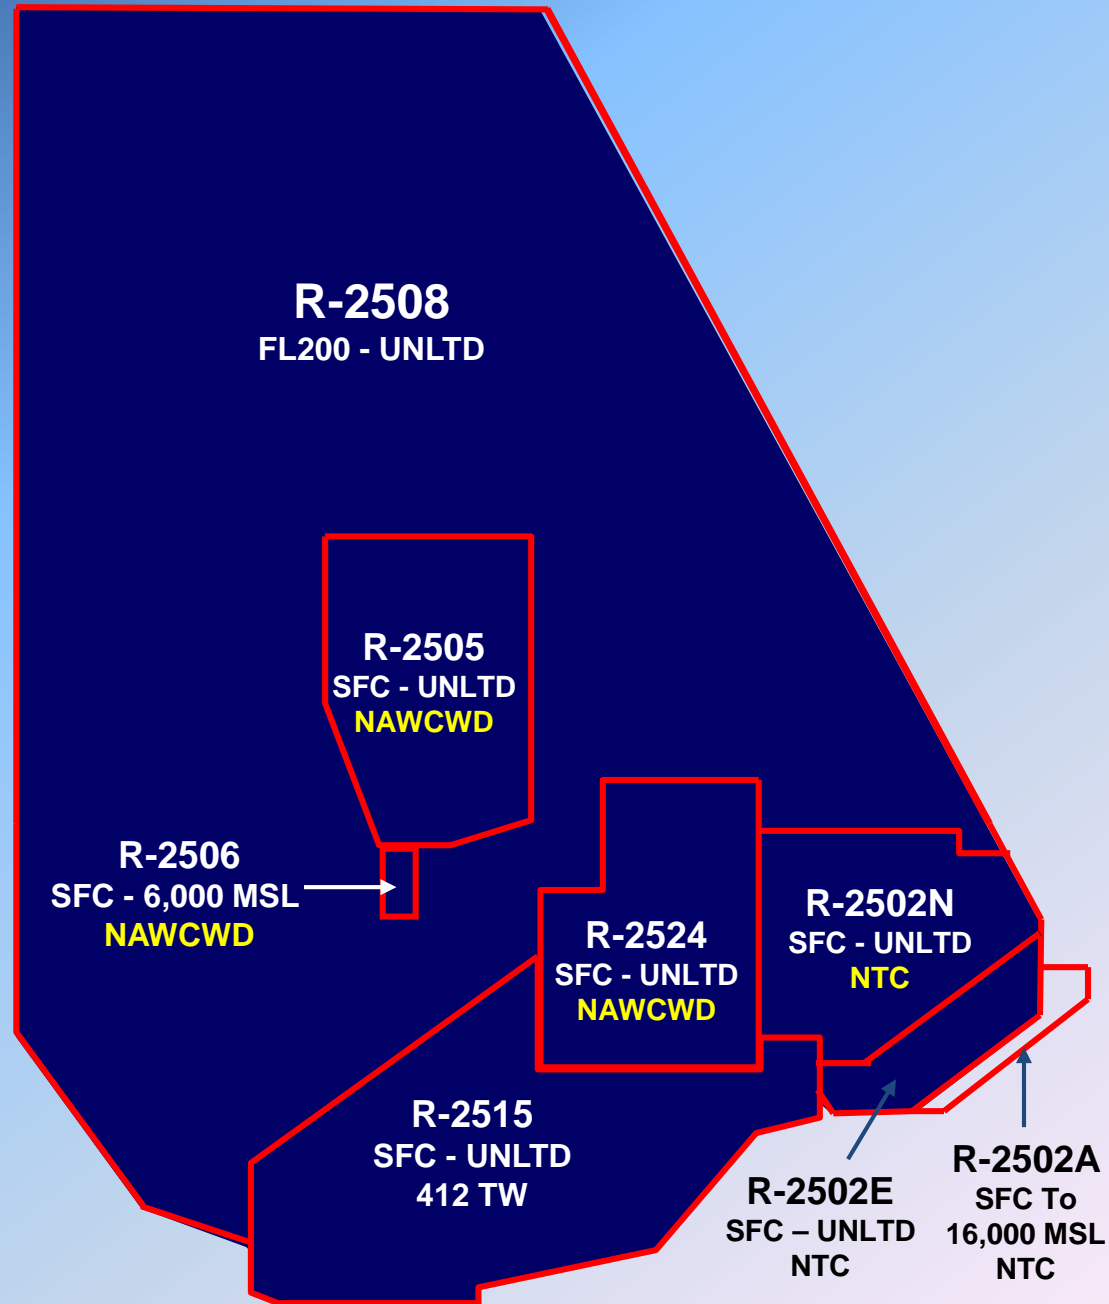 R-2508
FL200 - UNLTD
R-2505
SFC - UNLTD
NAWCWD
R-2506
SFC - 6,000 MSL
NAWCWD
R-2524
SFC - UNLTD
NAWCWD
R-2502N
SFC - UNLTD
NTC
R-2515
SFC - UNLTD
412 TW
R-2502E
SFC – UNLTD
NTC
R-2502A
SFC To
16,000 MSL
NTC